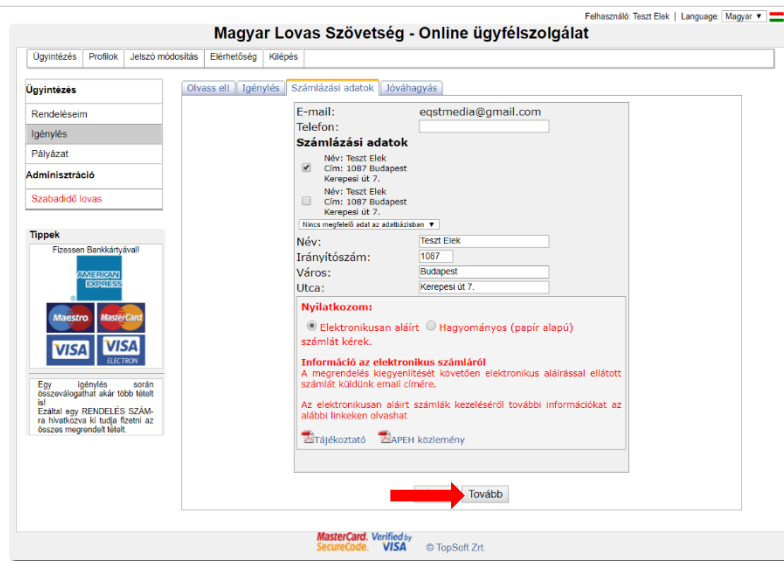 Felhasználó: Teszt Elek | Language: Magyar ▼
Magyar Lovas Szövetség - Online ügyfélszolgálat
Ügyintézés Profilok Jelszó módosítás Elérhetőség Kilépés
Ügyintézés
Rendeléseim
Igénylés
Pályázat
Adminisztráció
Szabadidő lovas
Tippek
Fizessen Bankkártyával!
AMERICAN EXPRESS
Maestro MasterCard
VISA VISA ELECTRON
Egy igénylés során
összeválogathat akár több tételt
is!
Ezáltal egy RENDELÉS SZÁM-
ra hivatkozva ki tudja fizetni az
összes megrendelt tételt.
Olvass el! Igénylés Számlázási adatok Jóváhagyás
E-mail: eqstmedia@gmail.com
Telefon:
Számlázási adatok
Név: Teszt Elek
Cím: 1087 Budapest
Kerepesi út 7.
Név: Teszt Elek
Cím: 1087 Budapest
Kerepesi út 7.
Nincs megfelelő adat az adatbázisban ▼
Név: Teszt Elek
Irányítószám: 1087
Város: Budapest
Utca: Kerepesi út 7.
Nyilatkozom:
Elektronikusan aláírt Hagyományos (papír alapú)
számlát kérek.
Információ az elektronikus számláról
A megrendelés kiegyenlítését követően elektronikus aláírással ellátott
számlát küldünk email címére.
Az elektronikusan aláírt számlák kezeléséről további információkat az
alábbi linkeken olvashat
Tájékoztató APEH közlemény
Tovább
MasterCard. Verified by
SecureCode. VISA © TopSoft Zrt.